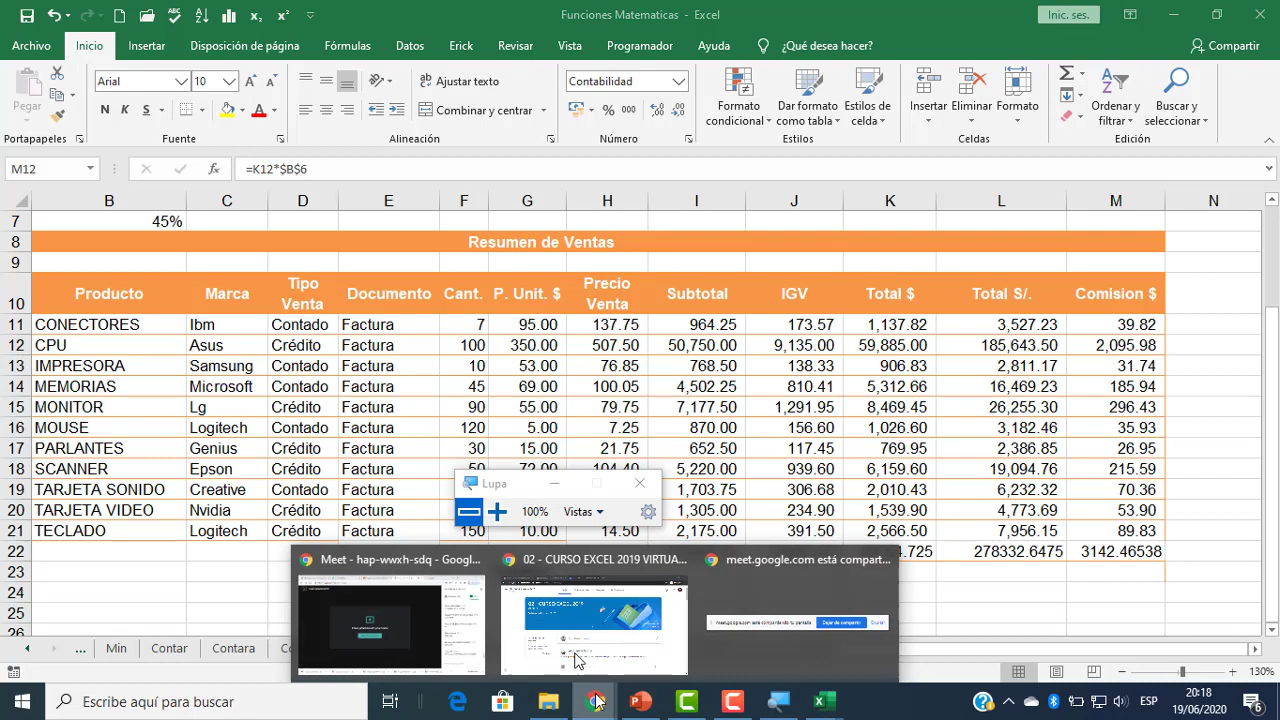 Funciones Matematicas - Excel
Inic. ses.
Archivo Inicio Insertar Disposición de página Fórmulas Datos Erick Revisar Vista Programador Ayuda ¿Qué desea hacer? Compartir
Pegar
Arial 10
Ajustar texto
Contabilidad
N K S
Combinar y centrar
% 000
Formato condicional
Dar formato como tabla
Estilos de celda
Insertar Eliminar Formato
Ordenar y filtrar
Buscar y seleccionar
Portapapeles Fuente Alineación Número Estilos Celdas Edición
M12 fx =K12*$B$6
B C D E F G H I J K L M N
7 45%
8 Resumen de Ventas
9
10 Producto Marca Tipo Venta Documento Cant. P. Unit. $ Precio Venta Subtotal IGV Total $ Total S/. Comision $
11 CONECTORES Ibm Contado Factura 7 95.00 137.75 964.25 173.57 1,137.82 3,527.23 39.82
12 CPU Asus Crédito Factura 100 350.00 507.50 50,750.00 9,135.00 59,885.00 185,643.50 2,095.98
13 IMPRESORA Samsung Contado Factura 10 53.00 76.85 768.50 138.33 906.83 2,811.17 31.74
14 MEMORIAS Microsoft Contado Factura 45 69.00 100.05 4,502.25 810.41 5,312.66 16,469.23 185.94
15 MONITOR Lg Crédito Factura 90 55.00 79.75 7,177.50 1,291.95 8,469.45 26,255.30 296.43
16 MOUSE Logitech Contado Factura 120 5.00 7.25 870.00 156.60 1,026.60 3,182.46 35.93
17 PARLANTES Genius Crédito Factura 30 15.00 21.75 652.50 117.45 769.95 2,386.85 26.95
18 SCANNER Epson Crédito Factura 50 72.00 104.40 5,220.00 939.60 6,159.60 19,094.76 215.59
19 TARJETA SONIDO Creative Contado Factura 1,703.75 306.68 2,010.43 6,232.32 70.36
20 TARJETA VIDEO Nvidia Crédito Factura 1,305.00 234.90 1,539.90 4,773.69 53.90
21 TECLADO Logitech Crédito Factura 150 10.00 14.50 2,175.00 391.50 2,566.50 7,956.15 89.83
22 .725 278332.6475 3142.46538
23
24
25
26
Lupa
100% Vistas
Meet - hap-wwxh-sdq - Googl...
02 - CURSO EXCEL 2019 VIRTUA...
meet.google.com está compart...
02 - CURSO EXCEL 2019
... Min Contar Contara
130%
Escribe aquí para buscar
ESP
20:18
19/06/2020
6